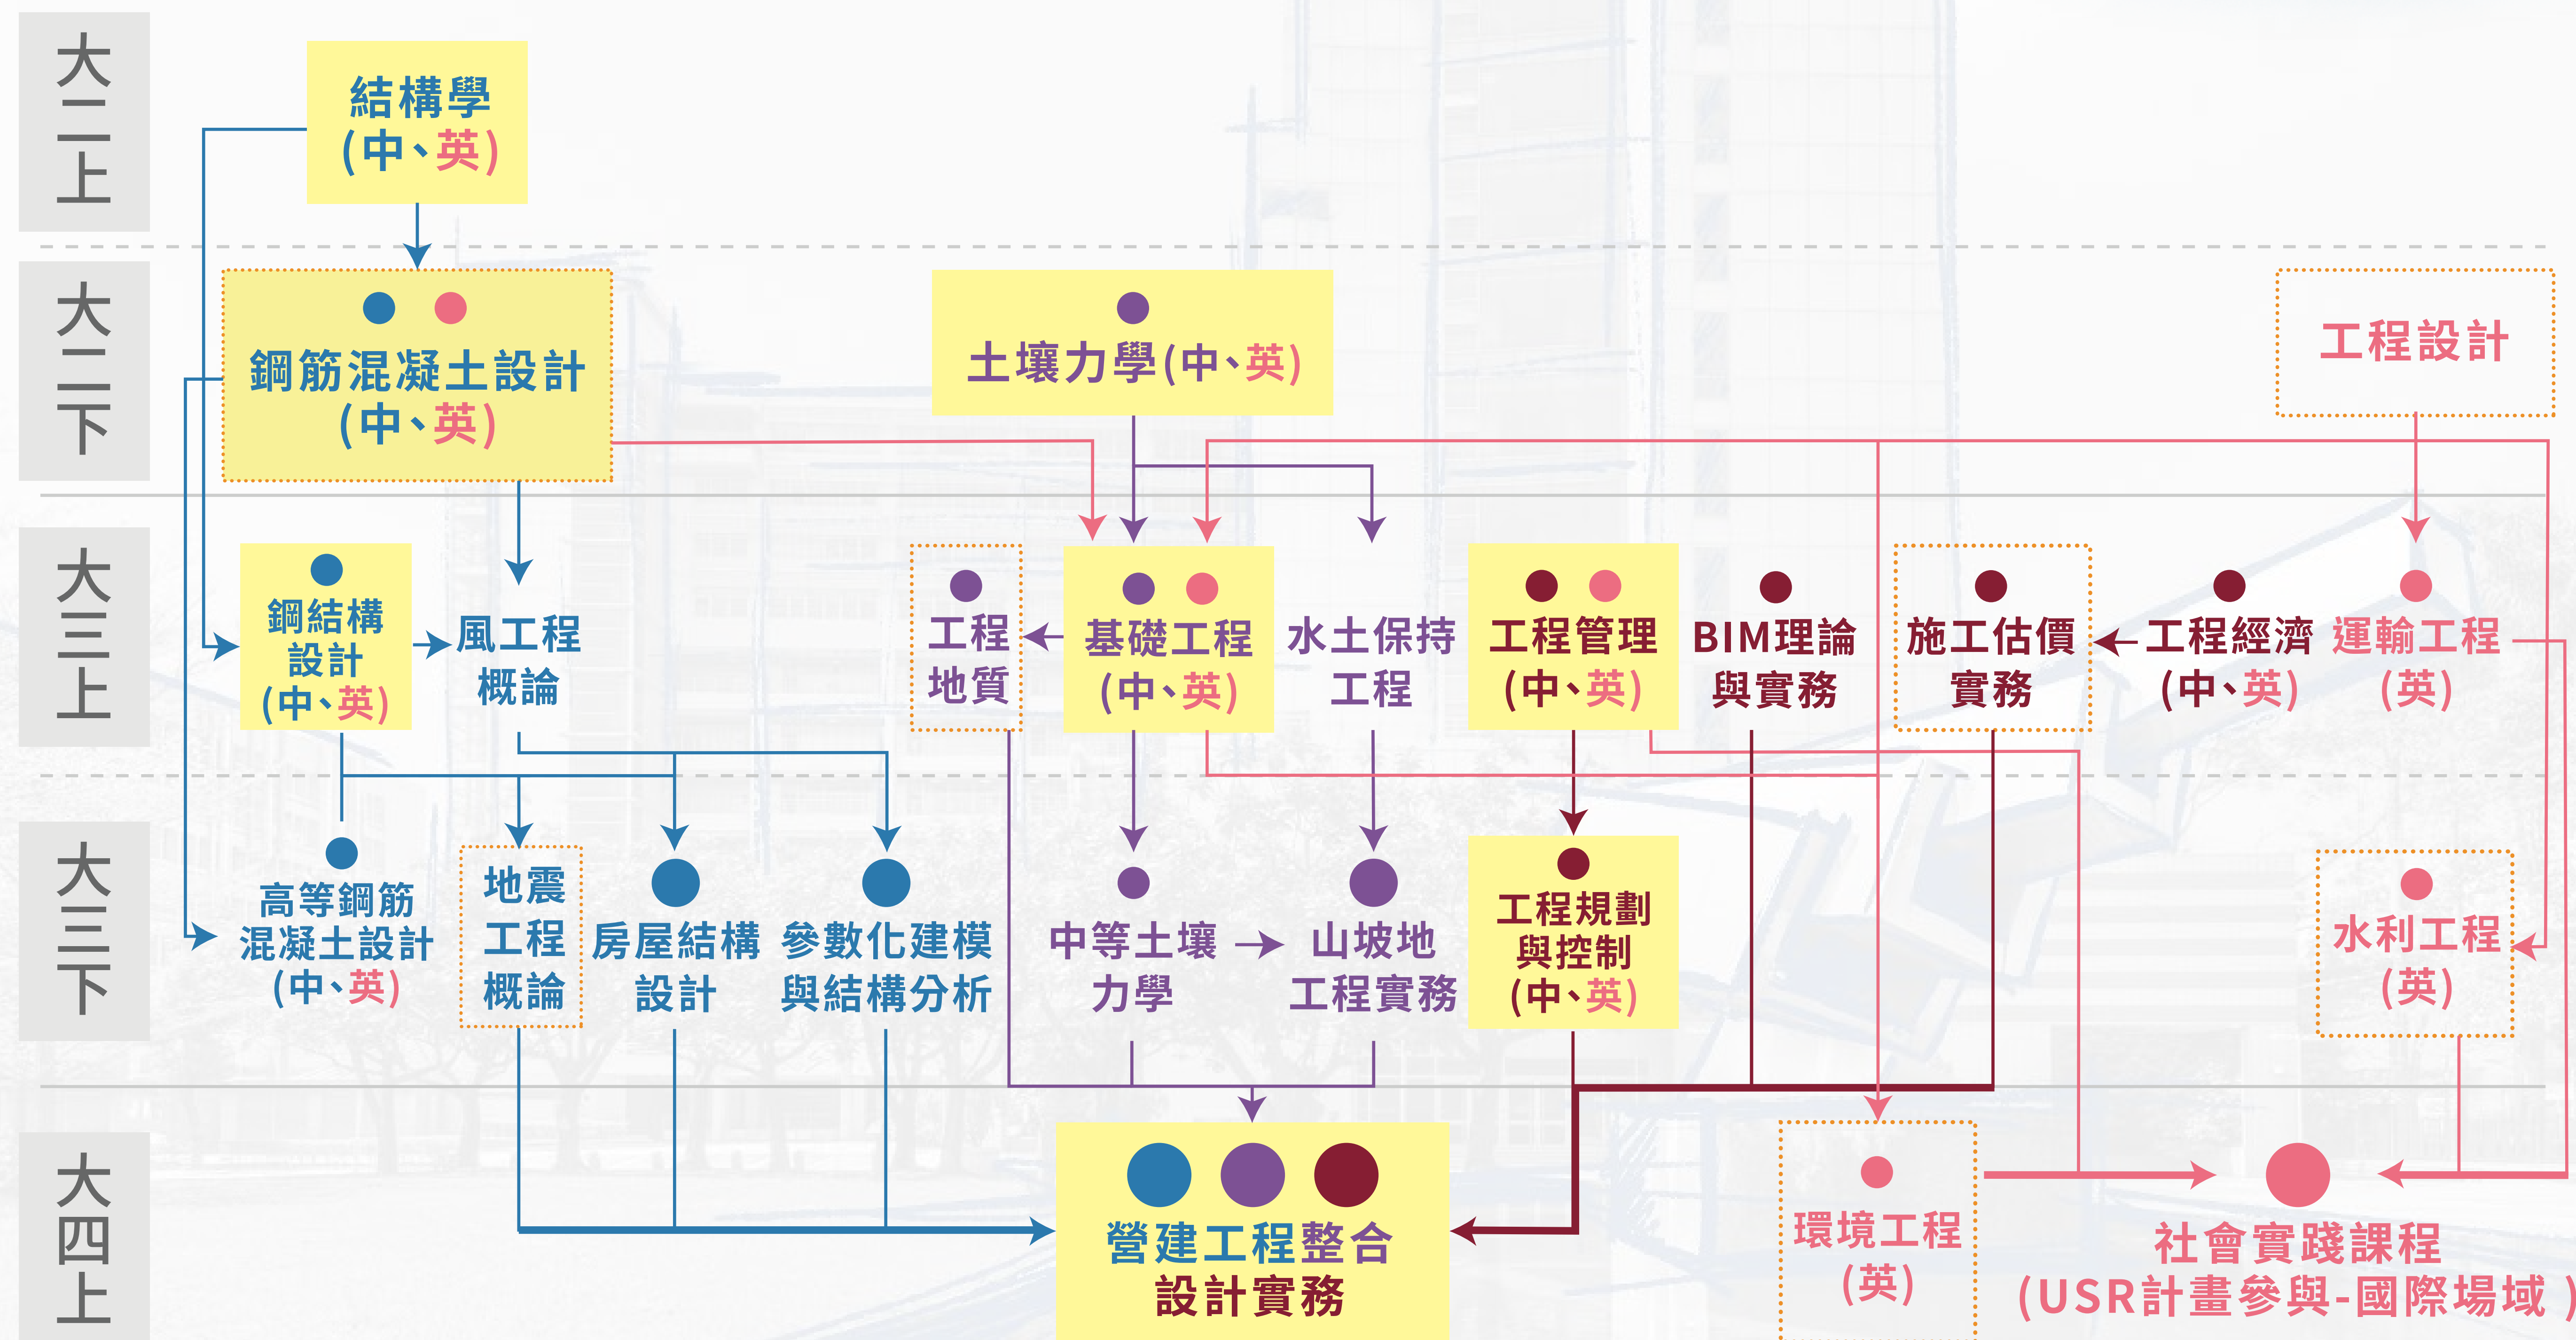 大二上
結構學
(中、英)
大二下
鋼筋混凝土設計
(中、英)
土壤力學(中、英)
工程設計
大三上
鋼結構
設計
(中、英)
風工程
概論
工程
地質
基礎工程
(中、英)
水土保持
工程
工程管理
(中、英)
BIM理論
與實務
施工估價
實務
工程經濟
(中、英)
運輸工程
(英)
大三下
高等鋼筋
混凝土設計
(中、英)
地震
工程
概論
房屋結構
設計
參數化建模
與結構分析
中等土壤
力學
山坡地
工程實務
工程規劃
與控制
(中、英)
水利工程
(英)
大四上
營建工程整合
設計實務
環境工程
(英)
社會實踐課程
(USR計畫參與-國際場域 )